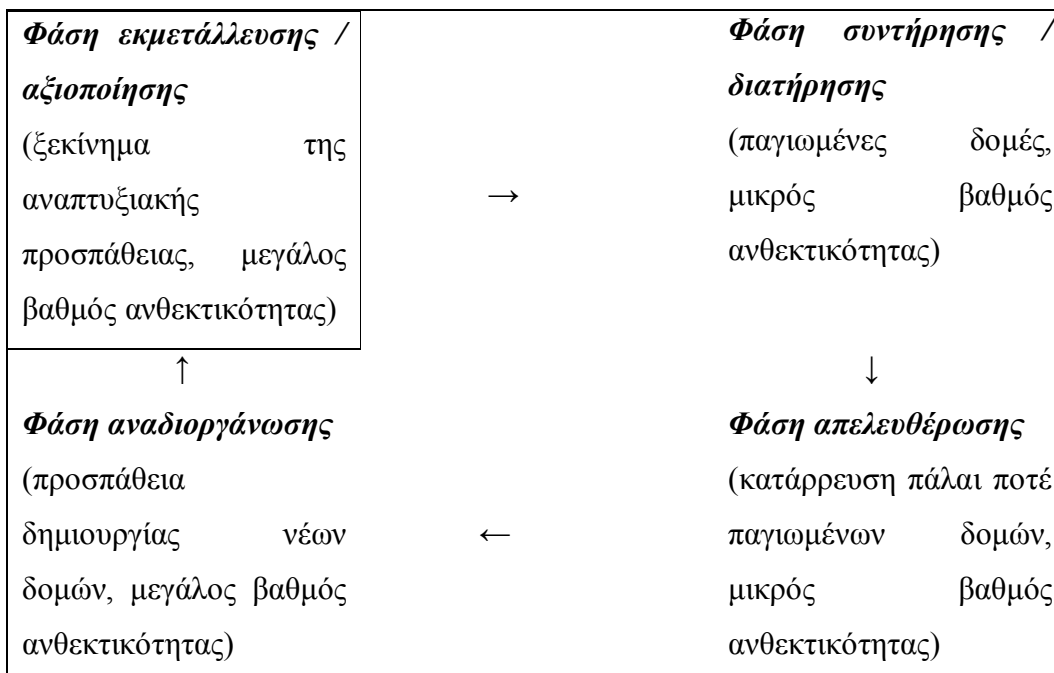 Φάση εκμετάλλευσης /
αξιοποίησης
(ξεκίνημα της
αναπτυξιακής
προσπάθειας, μεγάλος
βαθμός ανθεκτικότητας)
→
Φάση συντήρησης /
διατήρησης
(παγιωμένες δομές,
μικρός βαθμός
ανθεκτικότητας)
↑
↓
Φάση αναδιοργάνωσης
(προσπάθεια
δημιουργίας νέων
δομών, μεγάλος βαθμός
ανθεκτικότητας)
←
Φάση απελευθέρωσης
(κατάρρευση πάλαι ποτέ
παγιωμένων δομών,
μικρός βαθμός
ανθεκτικότητας)